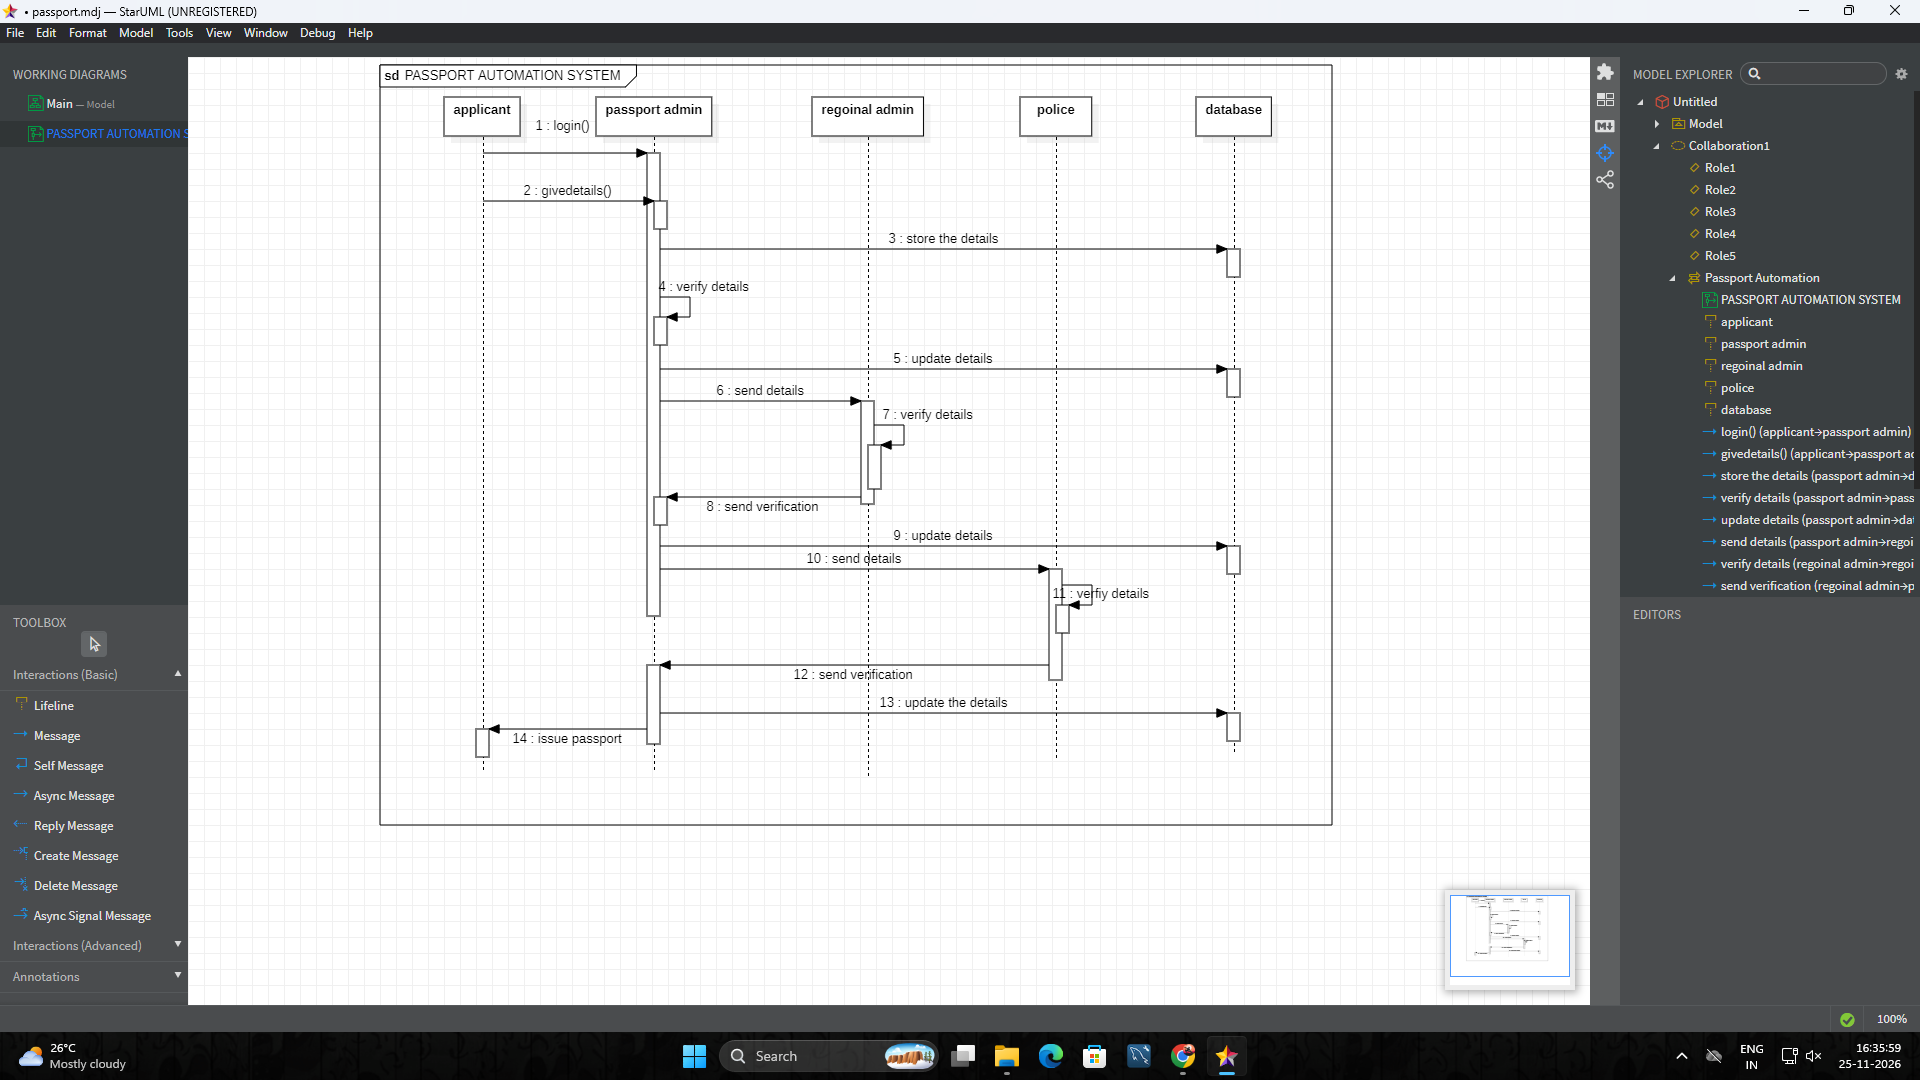 • passport.mdj — StarUML (UNREGISTERED)
File Edit Format Model Tools View Window Debug Help
WORKING DIAGRAMS
Main — Model
PASSPORT AUTOMATION S
TOOLBOX
Interactions (Basic)
Lifeline
Message
Self Message
Async Message
Reply Message
Create Message
Delete Message
Async Signal Message
Interactions (Advanced)
Annotations
sd PASSPORT AUTOMATION SYSTEM
applicant
passport admin
regoinal admin
police
database
1 : login()
2 : givedetails()
3 : store the details
4 : verify details
5 : update details
6 : send details
7 : verify details
8 : send verification
9 : update details
10 : send details
11 : verfiy details
12 : send verification
13 : update the details
14 : issue passport
MODEL EXPLORER
Untitled
Model
Collaboration1
Role1
Role2
Role3
Role4
Role5
Passport Automation
PASSPORT AUTOMATION SYSTEM
applicant
passport admin
regoinal admin
police
database
login() (applicant→passport admin)
givedetails() (applicant→passport ad
store the details (passport admin→d
verify details (passport admin→pass
update details (passport admin→da
send details (passport admin→regoi
verify details (regoinal admin→regoi
send verification (regoinal admin→p
EDITORS
100%
26°C
Mostly cloudy
Search
ENG
IN
16:35:59
25-11-2026